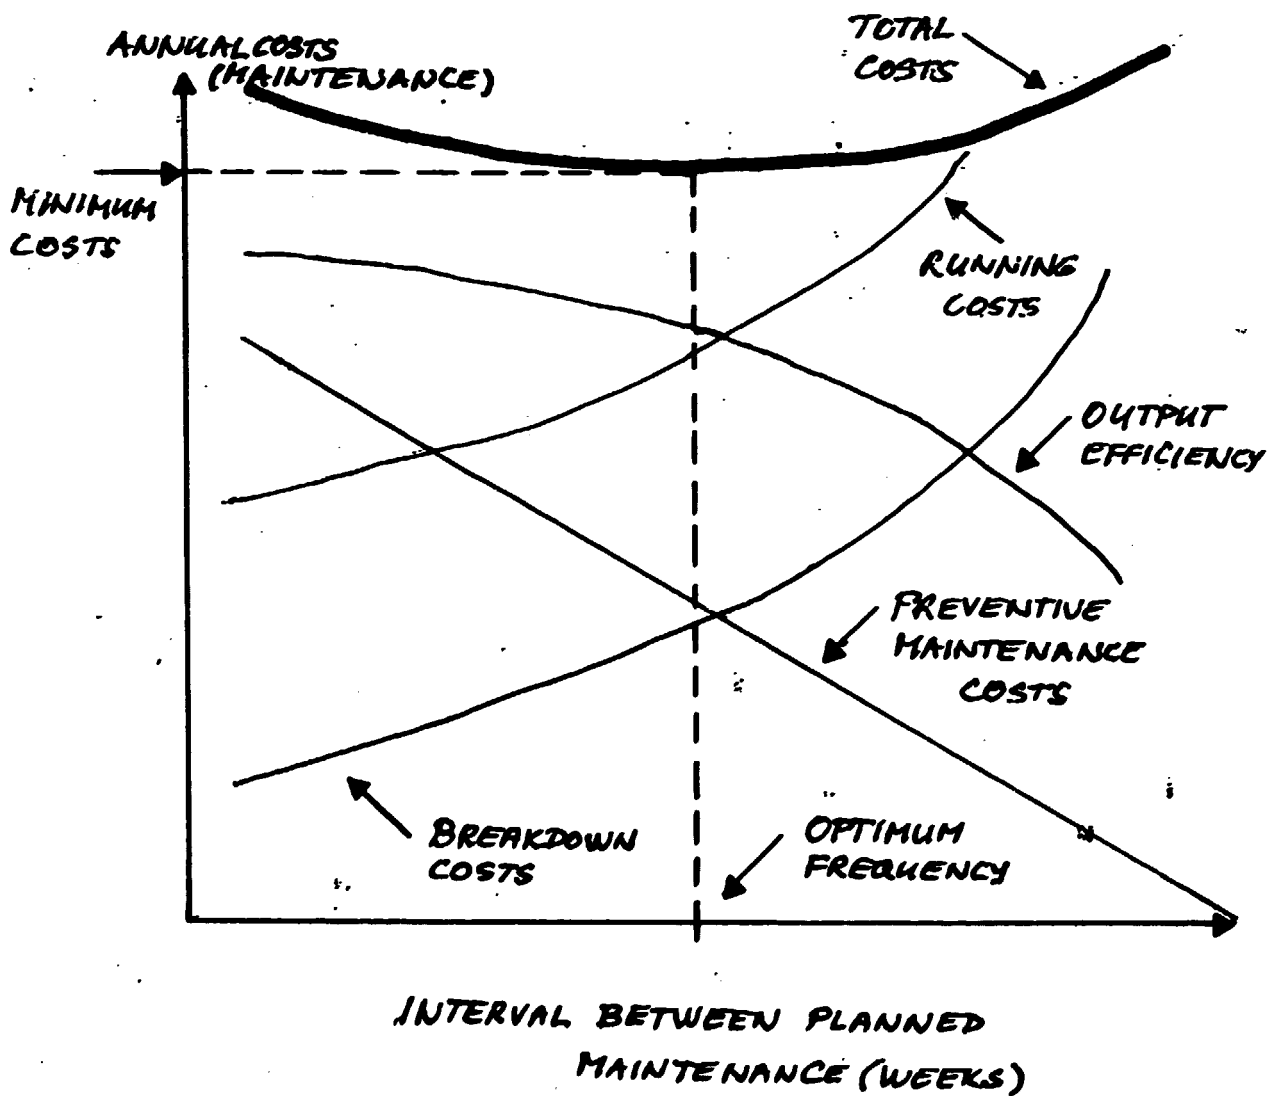 ANNUAL COSTS
(MAINTENANCE)
TOTAL
COSTS
MINIMUM
COSTS
RUNNING
COSTS
OUTPUT
EFFICIENCY
PREVENTIVE
MAINTENANCE
COSTS
BREAKDOWN
COSTS
OPTIMUM
FREQUENCY
INTERVAL BETWEEN PLANNED
MAINTENANCE (WEEKS)